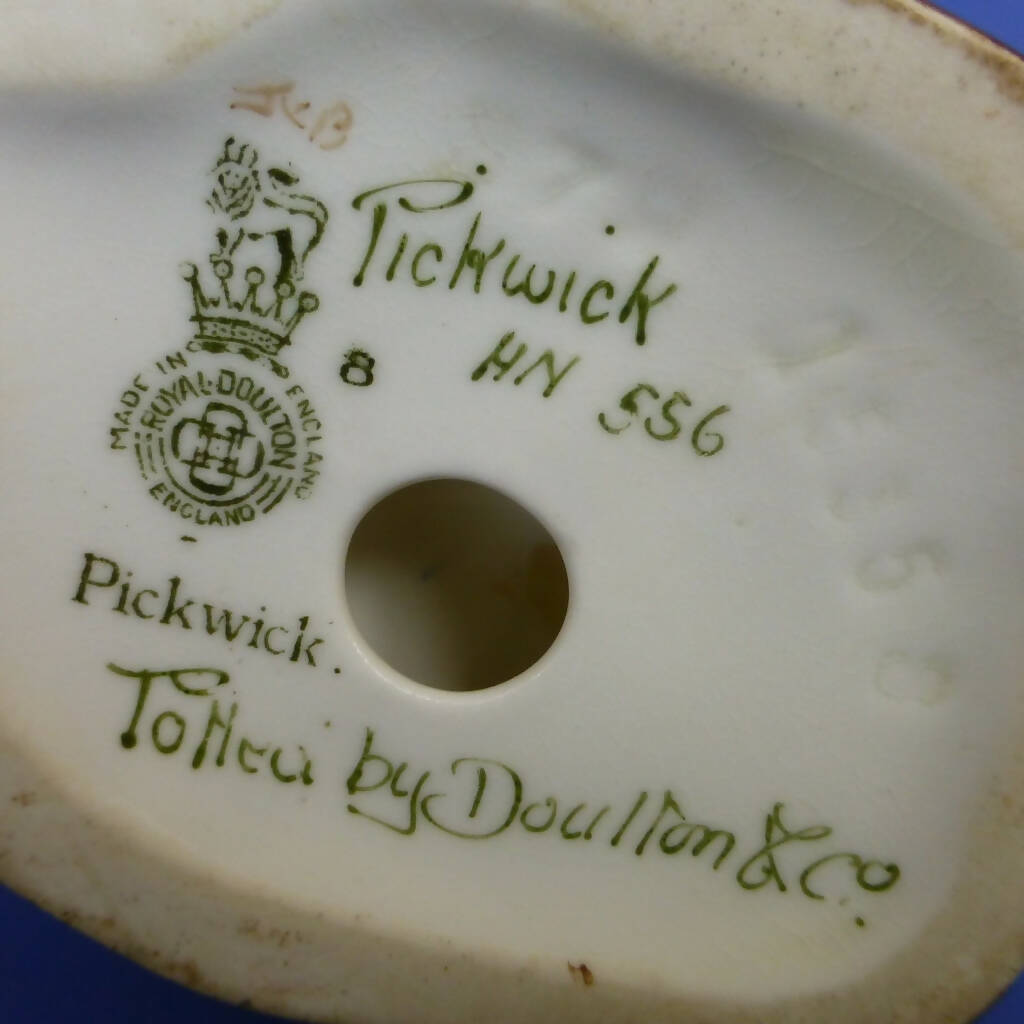 Pickwick
HN 556
8
MADE IN ENGLAND
ROYAL·DOULTON
ENGLAND
Pickwick.
Potted by Doulton & Co.